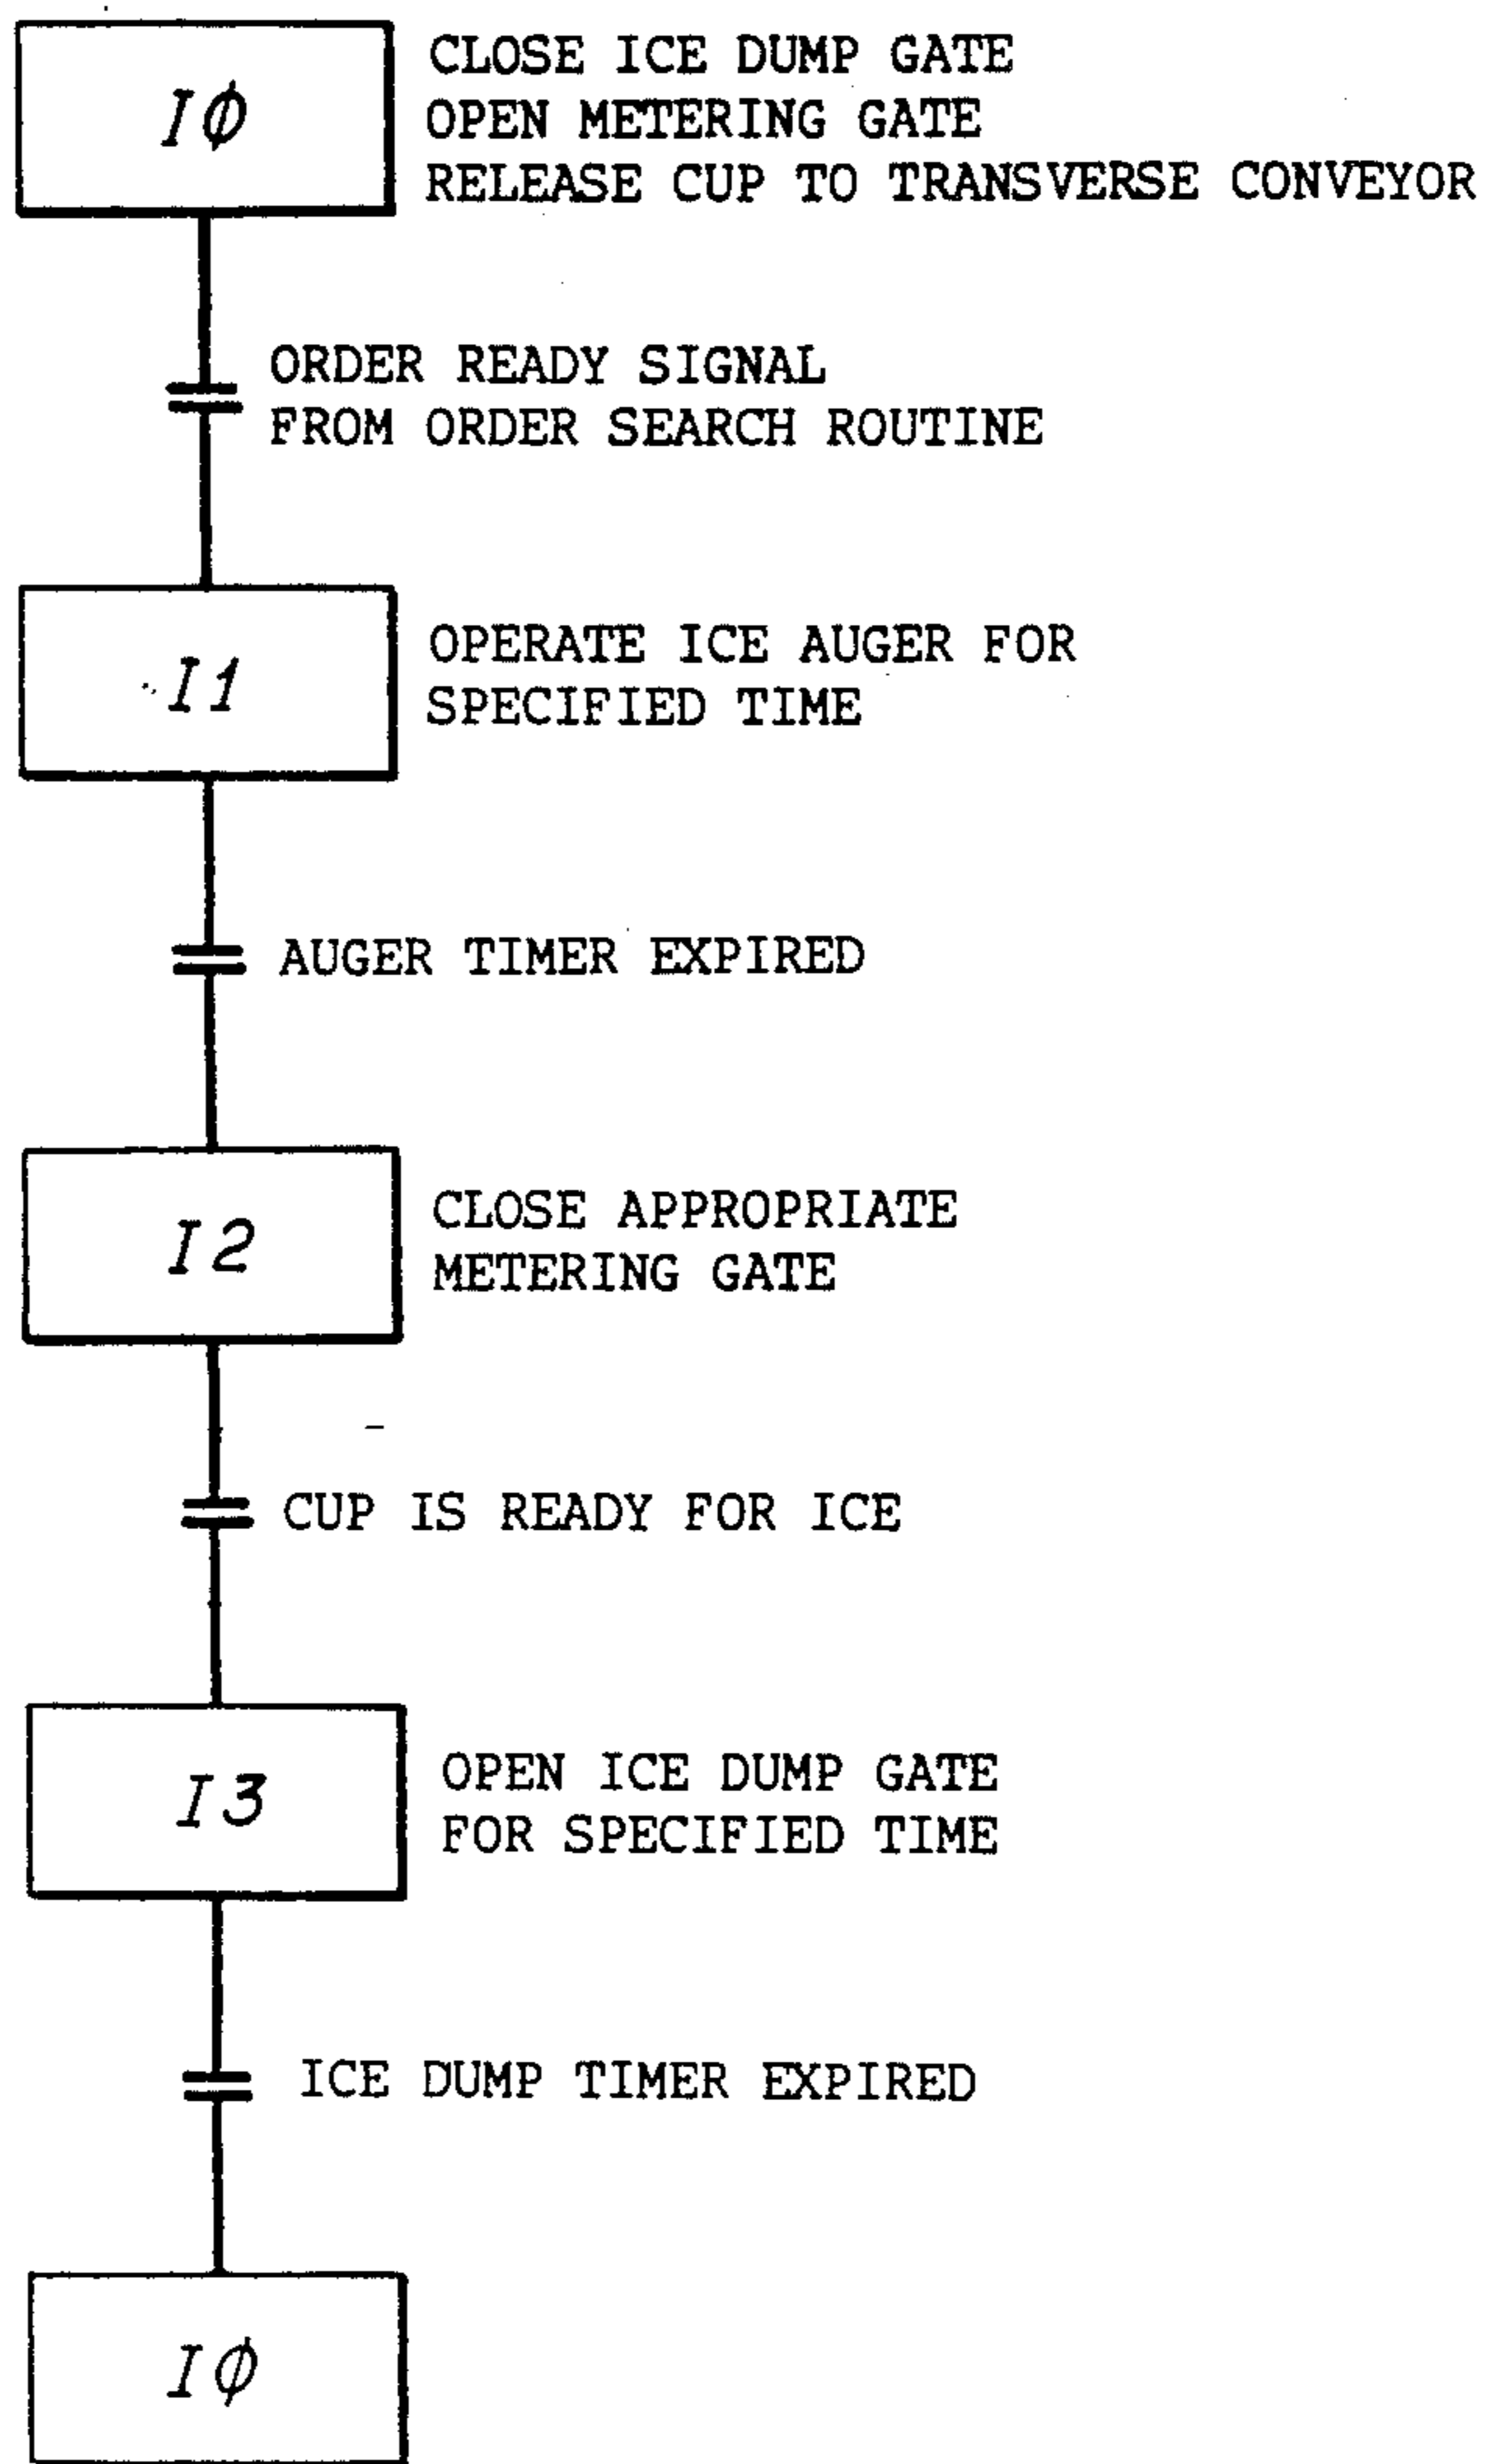 IØ
CLOSE ICE DUMP GATE
OPEN METERING GATE
RELEASE CUP TO TRANSVERSE CONVEYOR
ORDER READY SIGNAL
FROM ORDER SEARCH ROUTINE
I1
OPERATE ICE AUGER FOR
SPECIFIED TIME
AUGER TIMER EXPIRED
I2
CLOSE APPROPRIATE
METERING GATE
CUP IS READY FOR ICE
I3
OPEN ICE DUMP GATE
FOR SPECIFIED TIME
ICE DUMP TIMER EXPIRED
IØ